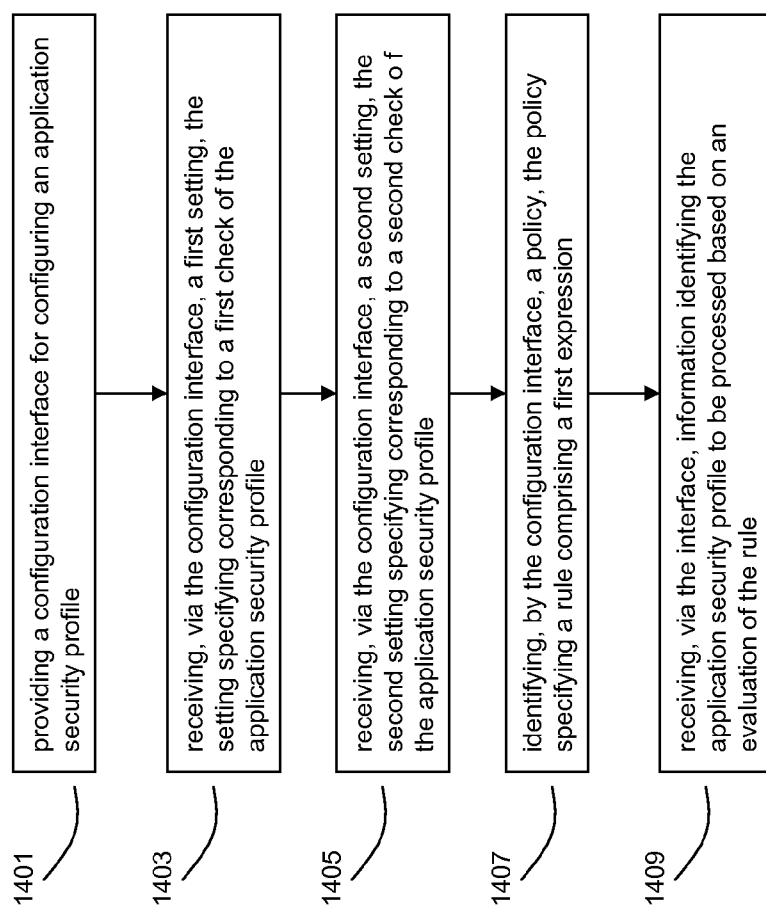 1401
providing a configuration interface for configuring an application
security profile
1403
receiving, via the configuration interface, a first setting, the
setting specifying corresponding to a first check of the
application security profile
1405
receiving, via the configuration interface, a second setting, the
second setting specifying corresponding to a second check o f
the application security profile
1407
identifying, by the configuration interface, a policy, the policy
specifying a rule comprising a first expression
1409
receiving, via the interface, information identifying the
application security profile to be processed based on an
evaluation of the rule